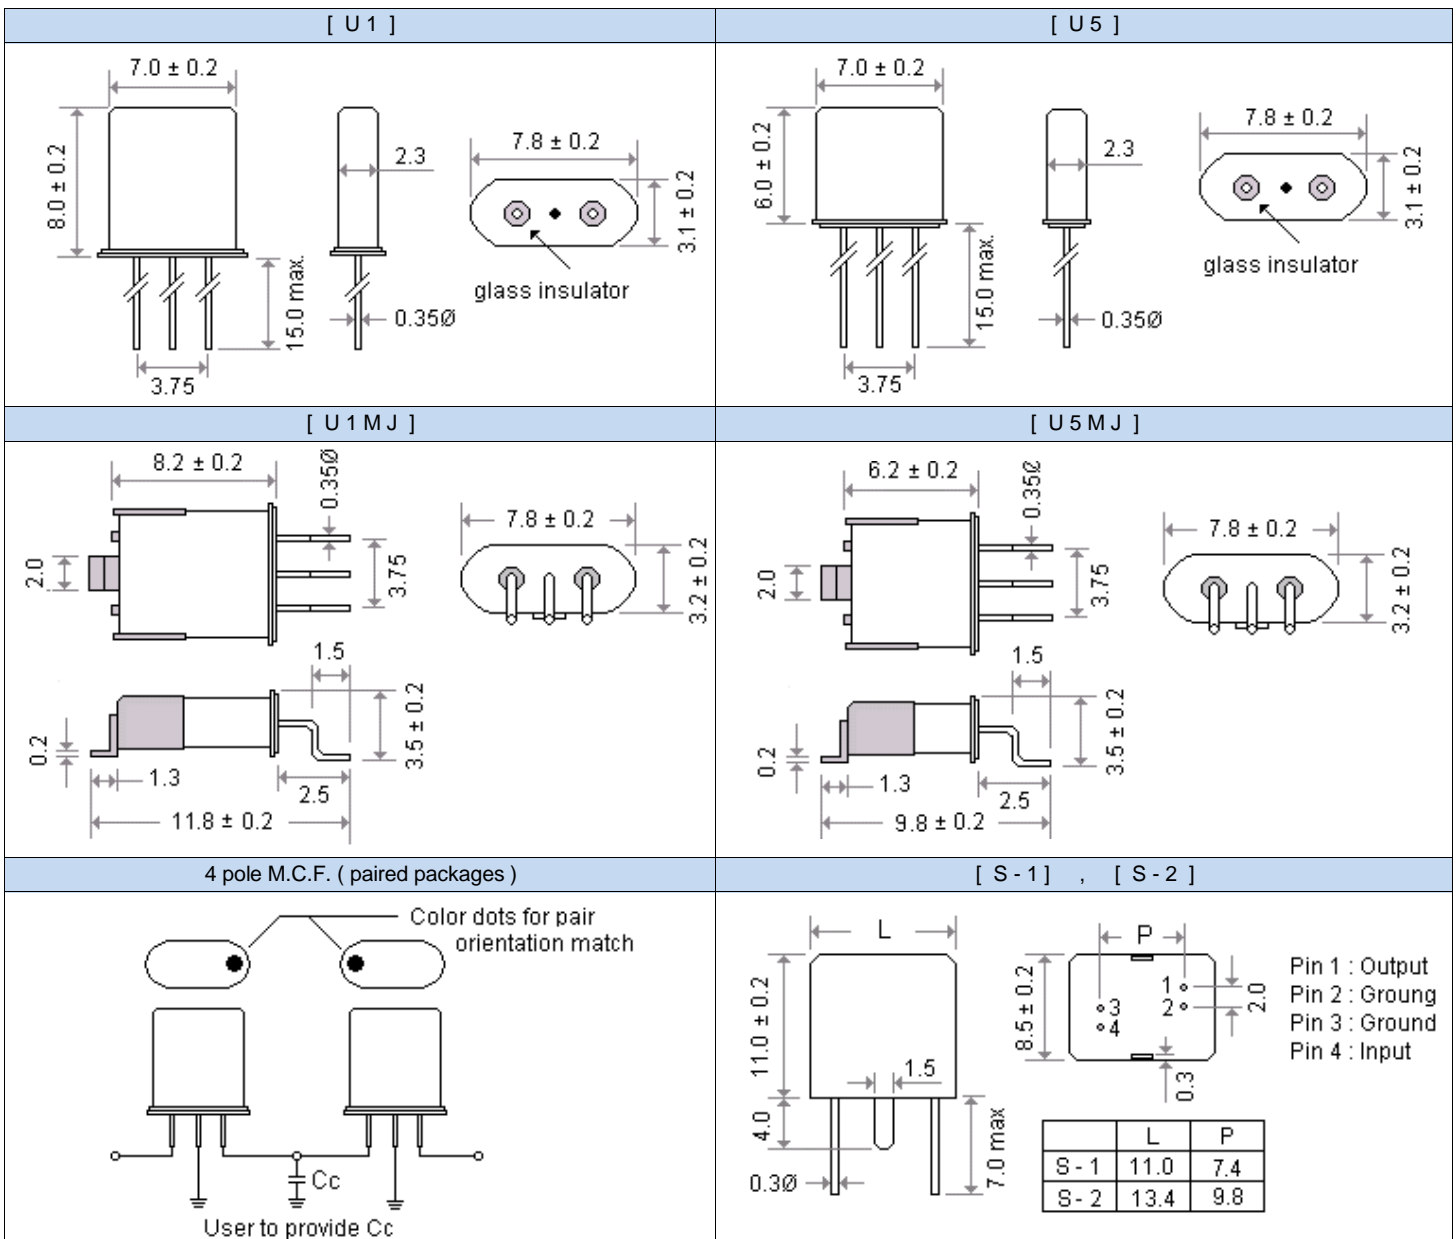 [ U 1 ]
7.0 ± 0.2
8.0 ± 0.2
2.3
7.8 ± 0.2
3.1 ± 0.2
glass insulator
15.0 max.
0.35Ø
3.75
[ U 5 ]
7.0 ± 0.2
6.0 ± 0.2
2.3
7.8 ± 0.2
3.1 ± 0.2
glass insulator
15.0 max.
0.35Ø
3.75
[ U 1 M J ]
8.2 ± 0.2
0.35Ø
2.0
3.75
7.8 ± 0.2
3.2 ± 0.2
1.5
3.5 ± 0.2
0.2
1.3
2.5
11.8 ± 0.2
[ U 5 M J ]
6.2 ± 0.2
0.35Ø
2.0
3.75
7.8 ± 0.2
3.2 ± 0.2
1.5
3.5 ± 0.2
0.2
1.3
2.5
9.8 ± 0.2
4 pole M.C.F. ( paired packages )
Color dots for pair
orientation match
Cc
User to provide Cc
[ S - 1 ] , [ S - 2 ]
L
11.0 ± 0.2
1.5
4.0
7.0 max
0.3Ø
P
8.5 ± 0.2
1
2
3
4
2.0
0.3
Pin 1 : Output
Pin 2 : Groung
Pin 3 : Ground
Pin 4 : Input
L P
S - 1 11.0 7.4
S - 2 13.4 9.8